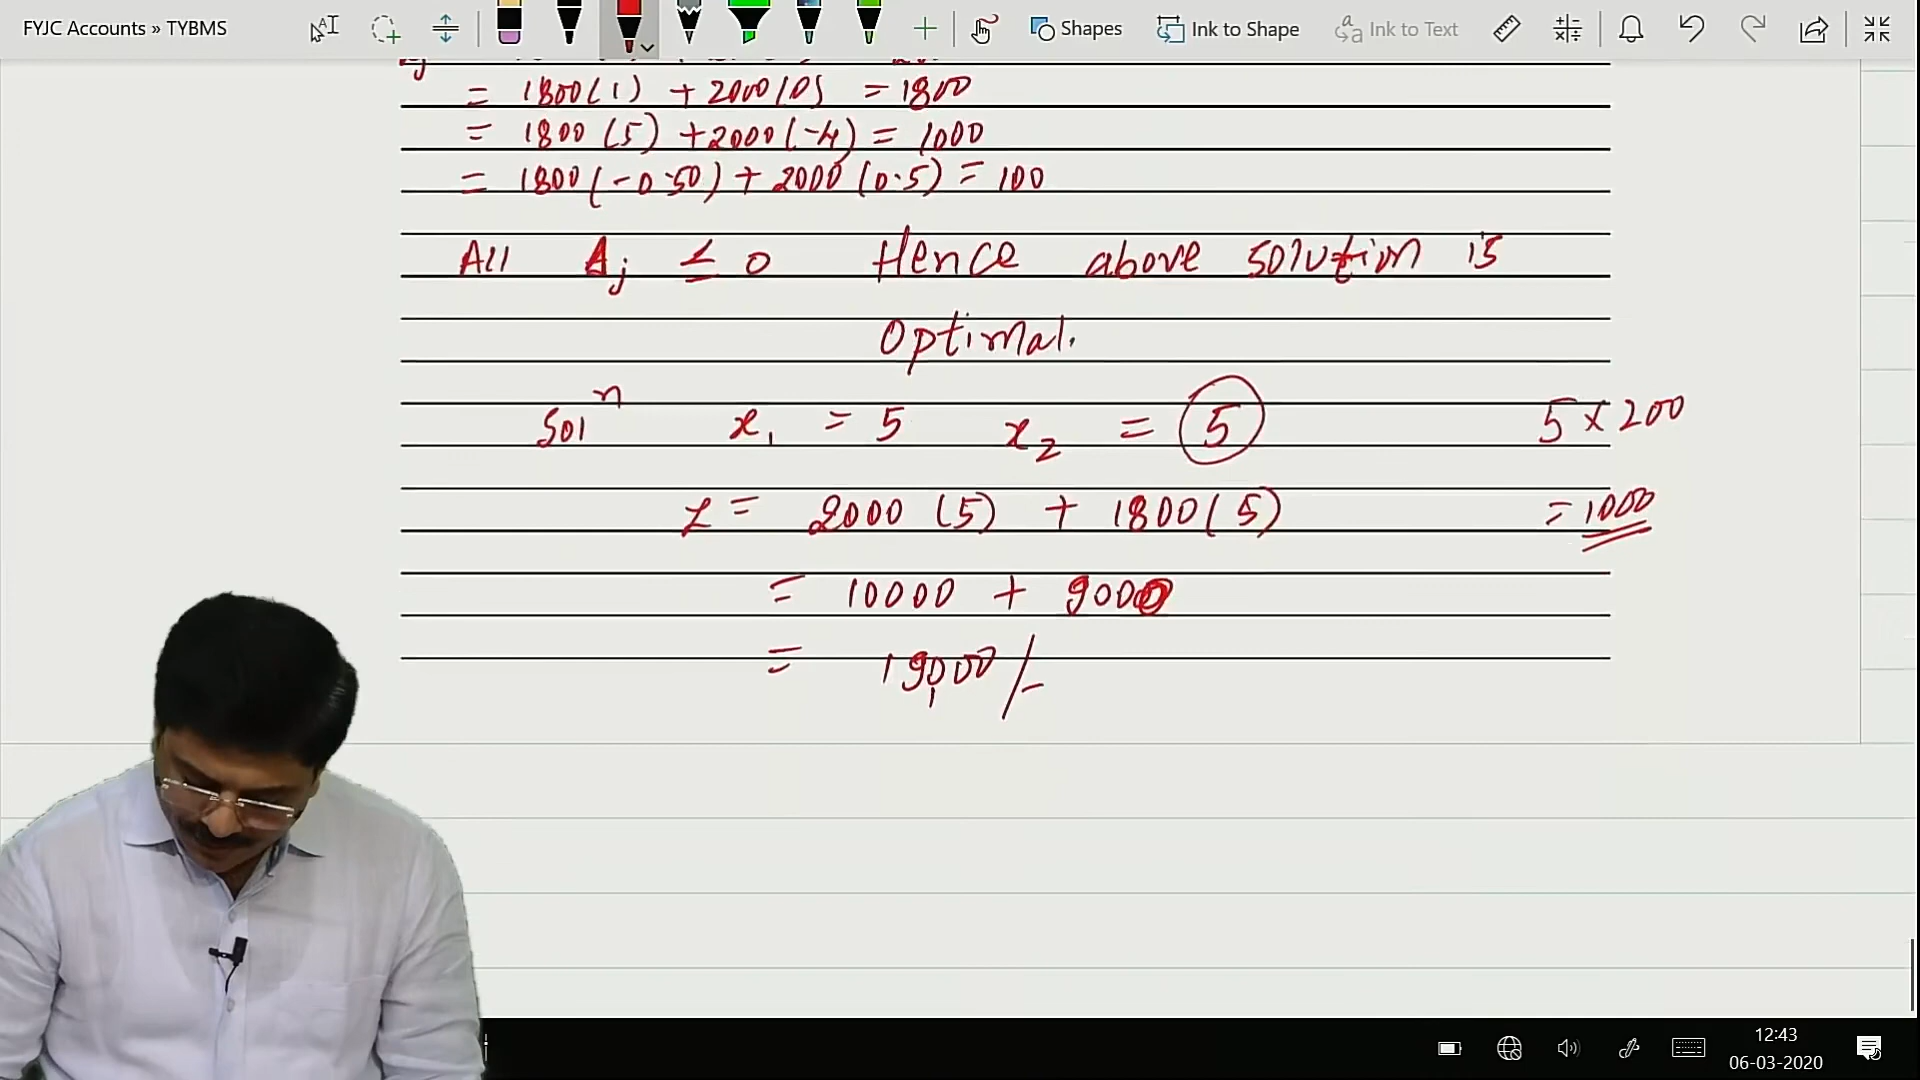 FYJC Accounts » TYBMS
Shapes
Ink to Shape
Ink to Text
= 1800(1) + 2000(0) = 1800
= 1800 (5) + 2000(-4) = 1000
= 1800(-0.50) + 2000 (0.5) = 100
All Δj ≤ 0 Hence above solution is
optimal.
Solⁿ x₁ = 5 x₂ = 5
5 × 200
Z = 2000 (5) + 1800(5)
= 1000
= 10000 + 9000
= 19,000/-
12:43
06-03-2020